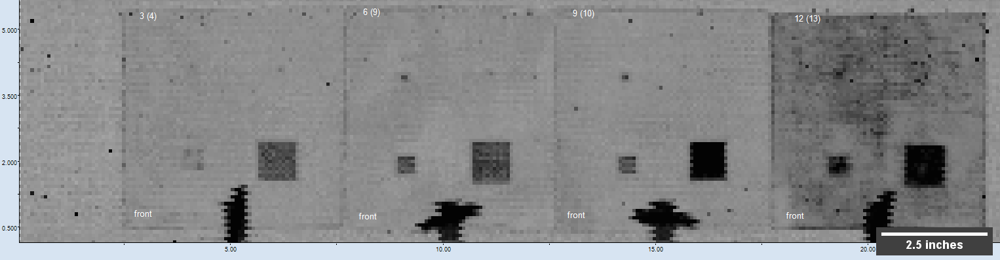 3 (4)
6 (9)
9 (10)
12 (13)
5.000
3.500
2.000
0.500
front
front
front
front
5.00
10.00
15.00
20.00
2.5 inches